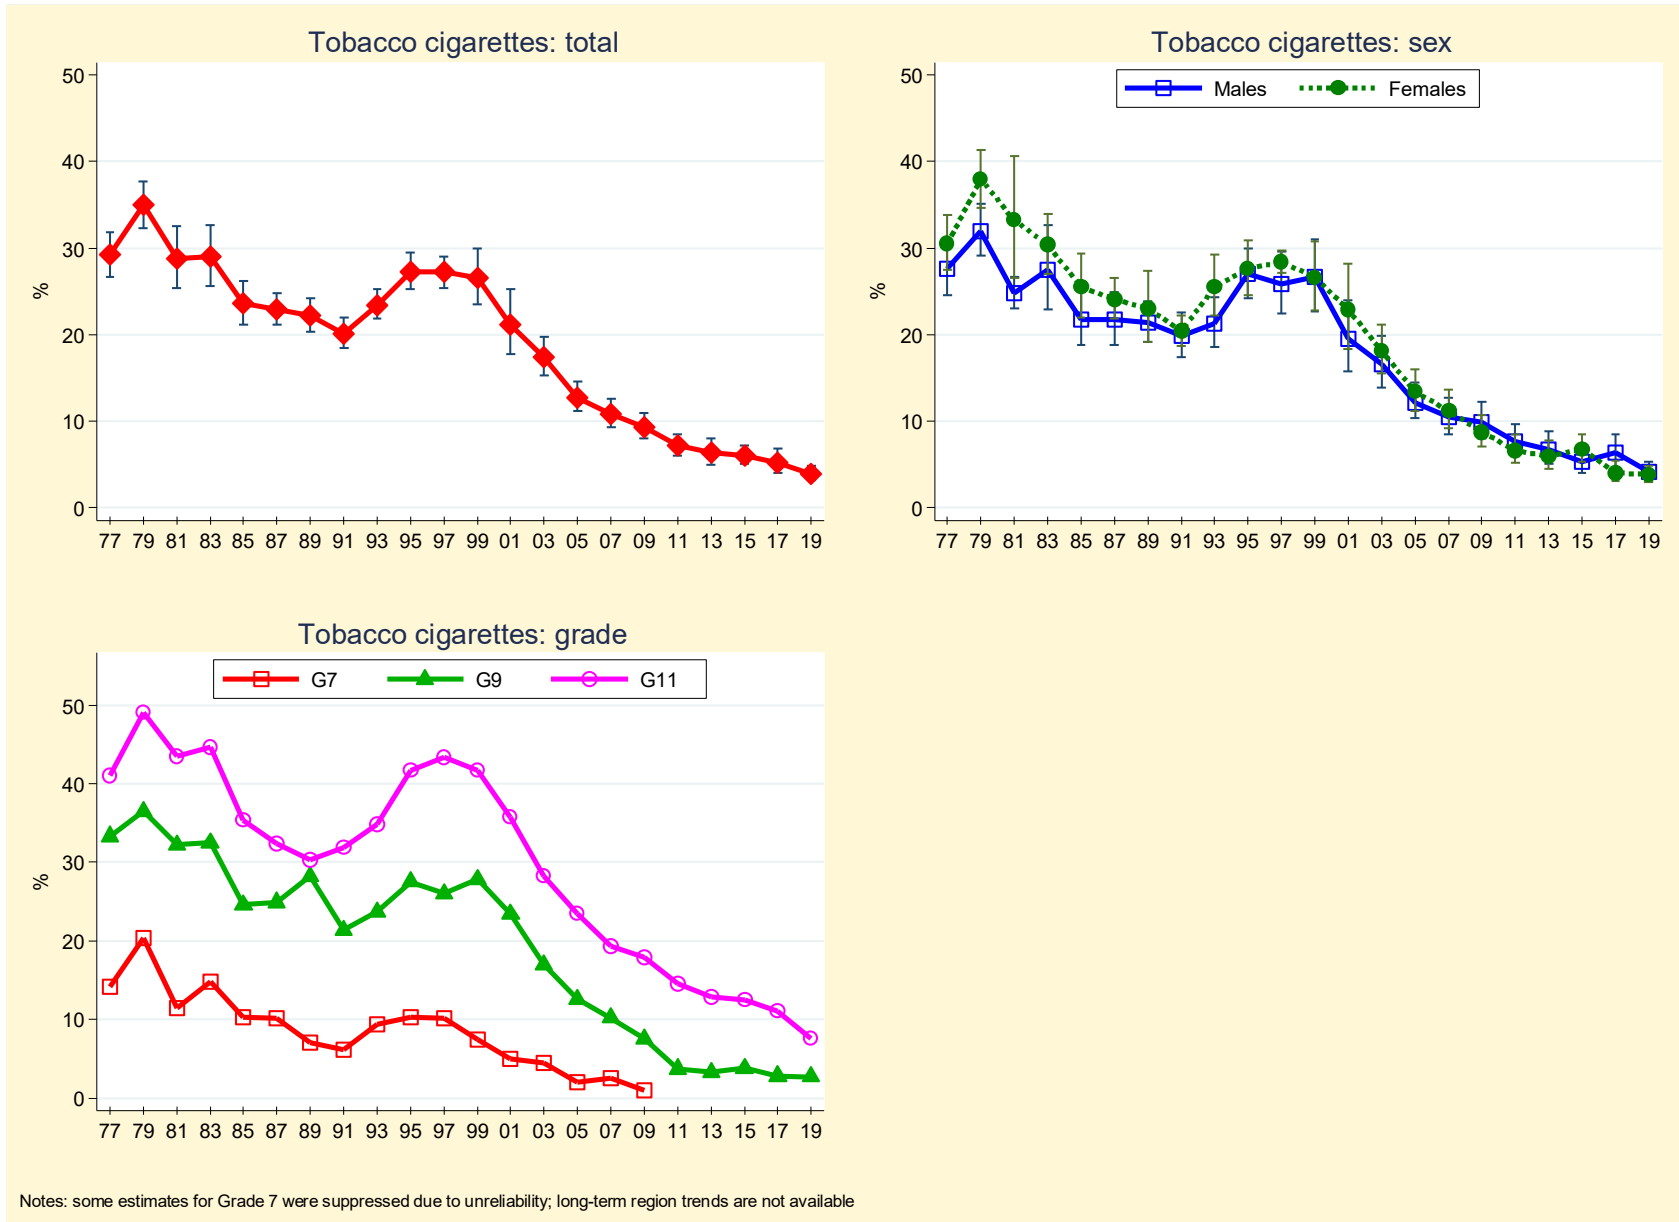 Tobacco cigarettes: total
50
40
30
20
10
0
%
77 79 81 83 85 87 89 91 93 95 97 99 01 03 05 07 09 11 13 15 17 19
Tobacco cigarettes: sex
Males Females
50
40
30
20
10
0
%
77 79 81 83 85 87 89 91 93 95 97 99 01 03 05 07 09 11 13 15 17 19
Tobacco cigarettes: grade
G7 G9 G11
50
40
30
20
10
0
%
77 79 81 83 85 87 89 91 93 95 97 99 01 03 05 07 09 11 13 15 17 19
Notes: some estimates for Grade 7 were suppressed due to unreliability; long-term region trends are not available